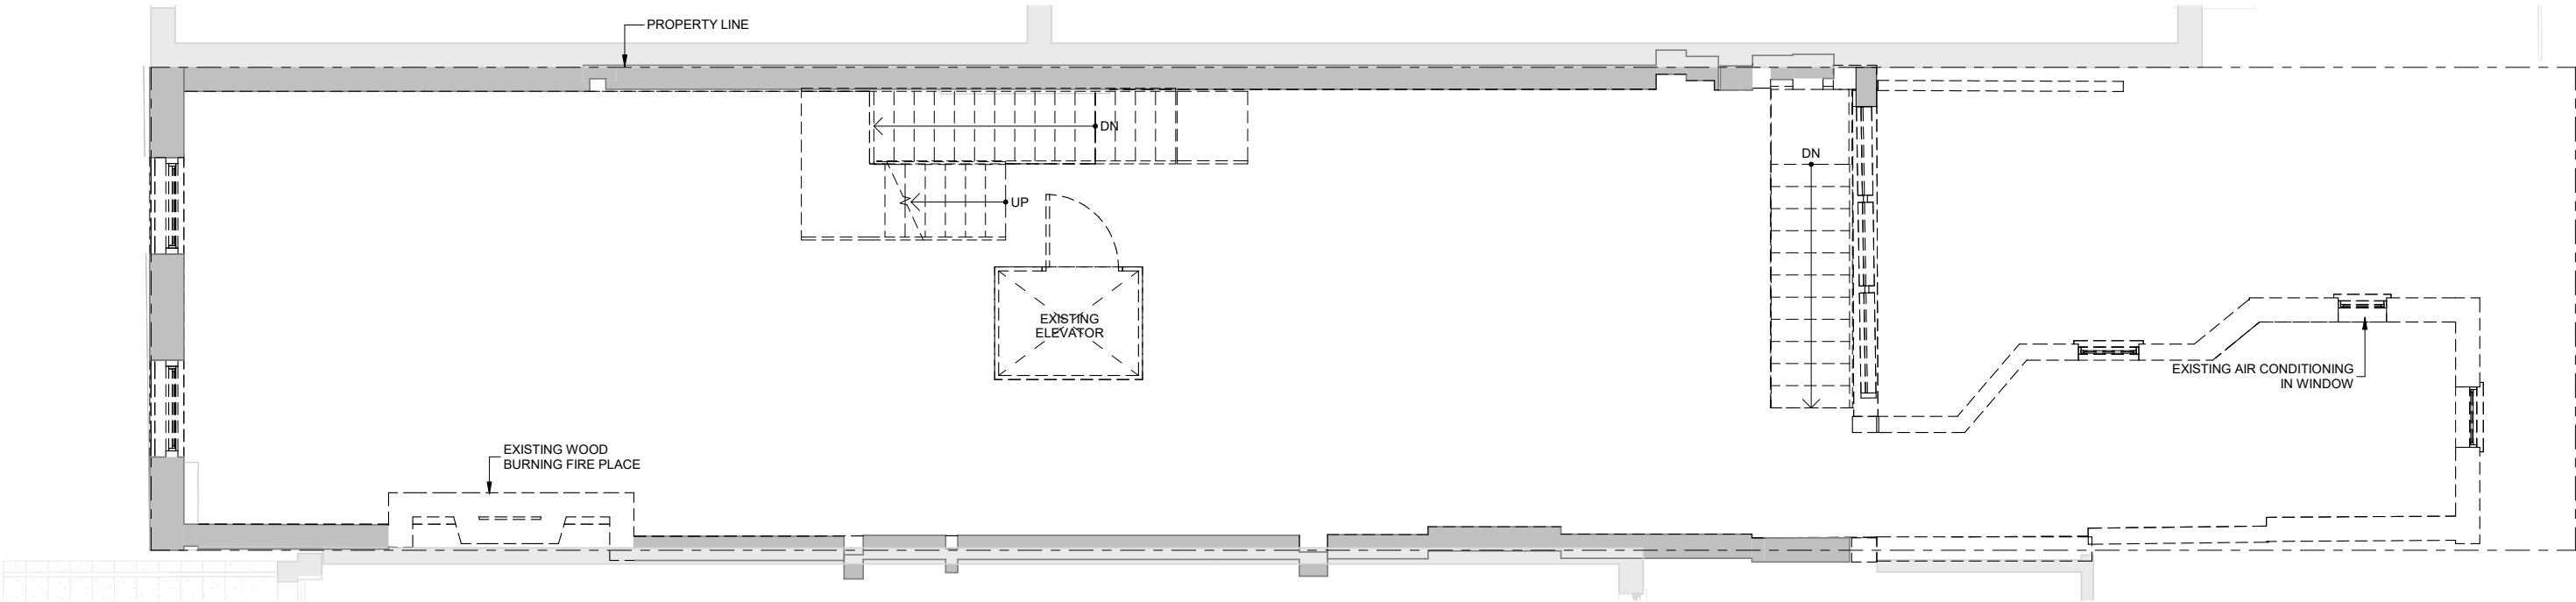 PROPERTY LINE
DN
DN
UP
EXISTING
ELEVATOR
EXISTING AIR CONDITIONING
IN WINDOW
EXISTING WOOD
BURNING FIRE PLACE